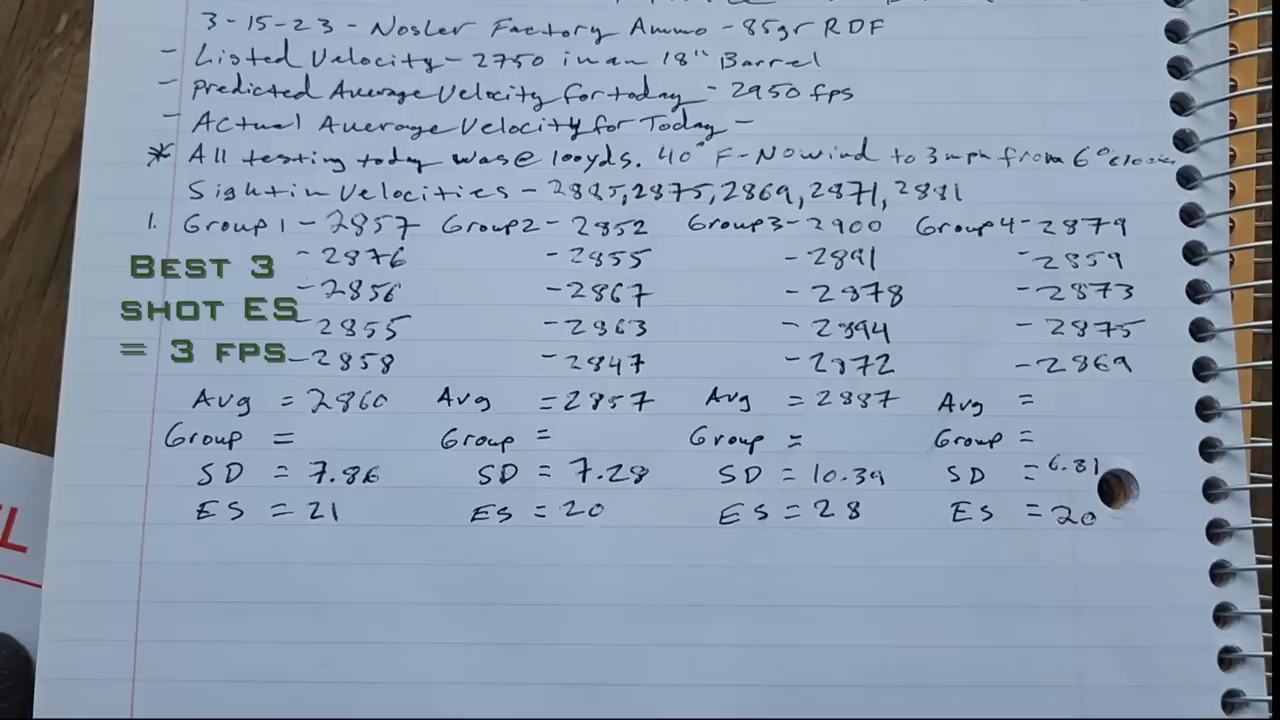 3-15-23 - Nosler Factory Ammo - 85gr RDF
- Listed Velocity - 2750 in an 18" Barrel
- Predicted Average Velocity for today - 2950 fps
- Actual Average Velocity for Today -
* All testing today was @ 100yds. 40° F - No wind to 3 mph from 6 o'clock
Sight in Velocities - 2885, 2875, 2869, 2871, 2881
1. Group 1 - 2857 Group 2 - 2852 Group 3 - 2900 Group 4 - 2879
- 2876 - 2855 - 2891 - 2859
- 2856 - 2867 - 2878 - 2873
- 2855 - 2863 - 2894 - 2875
- 2858 - 2847 - 2872 - 2869
BEST 3
SHOT ES
= 3 FPS
Avg = 2860 Avg = 2857 Avg = 2887 Avg =
Group = Group = Group = Group =
SD = 7.86 SD = 7.28 SD = 10.39 SD = 6.81
ES = 21 ES = 20 ES = 28 ES = 20
L